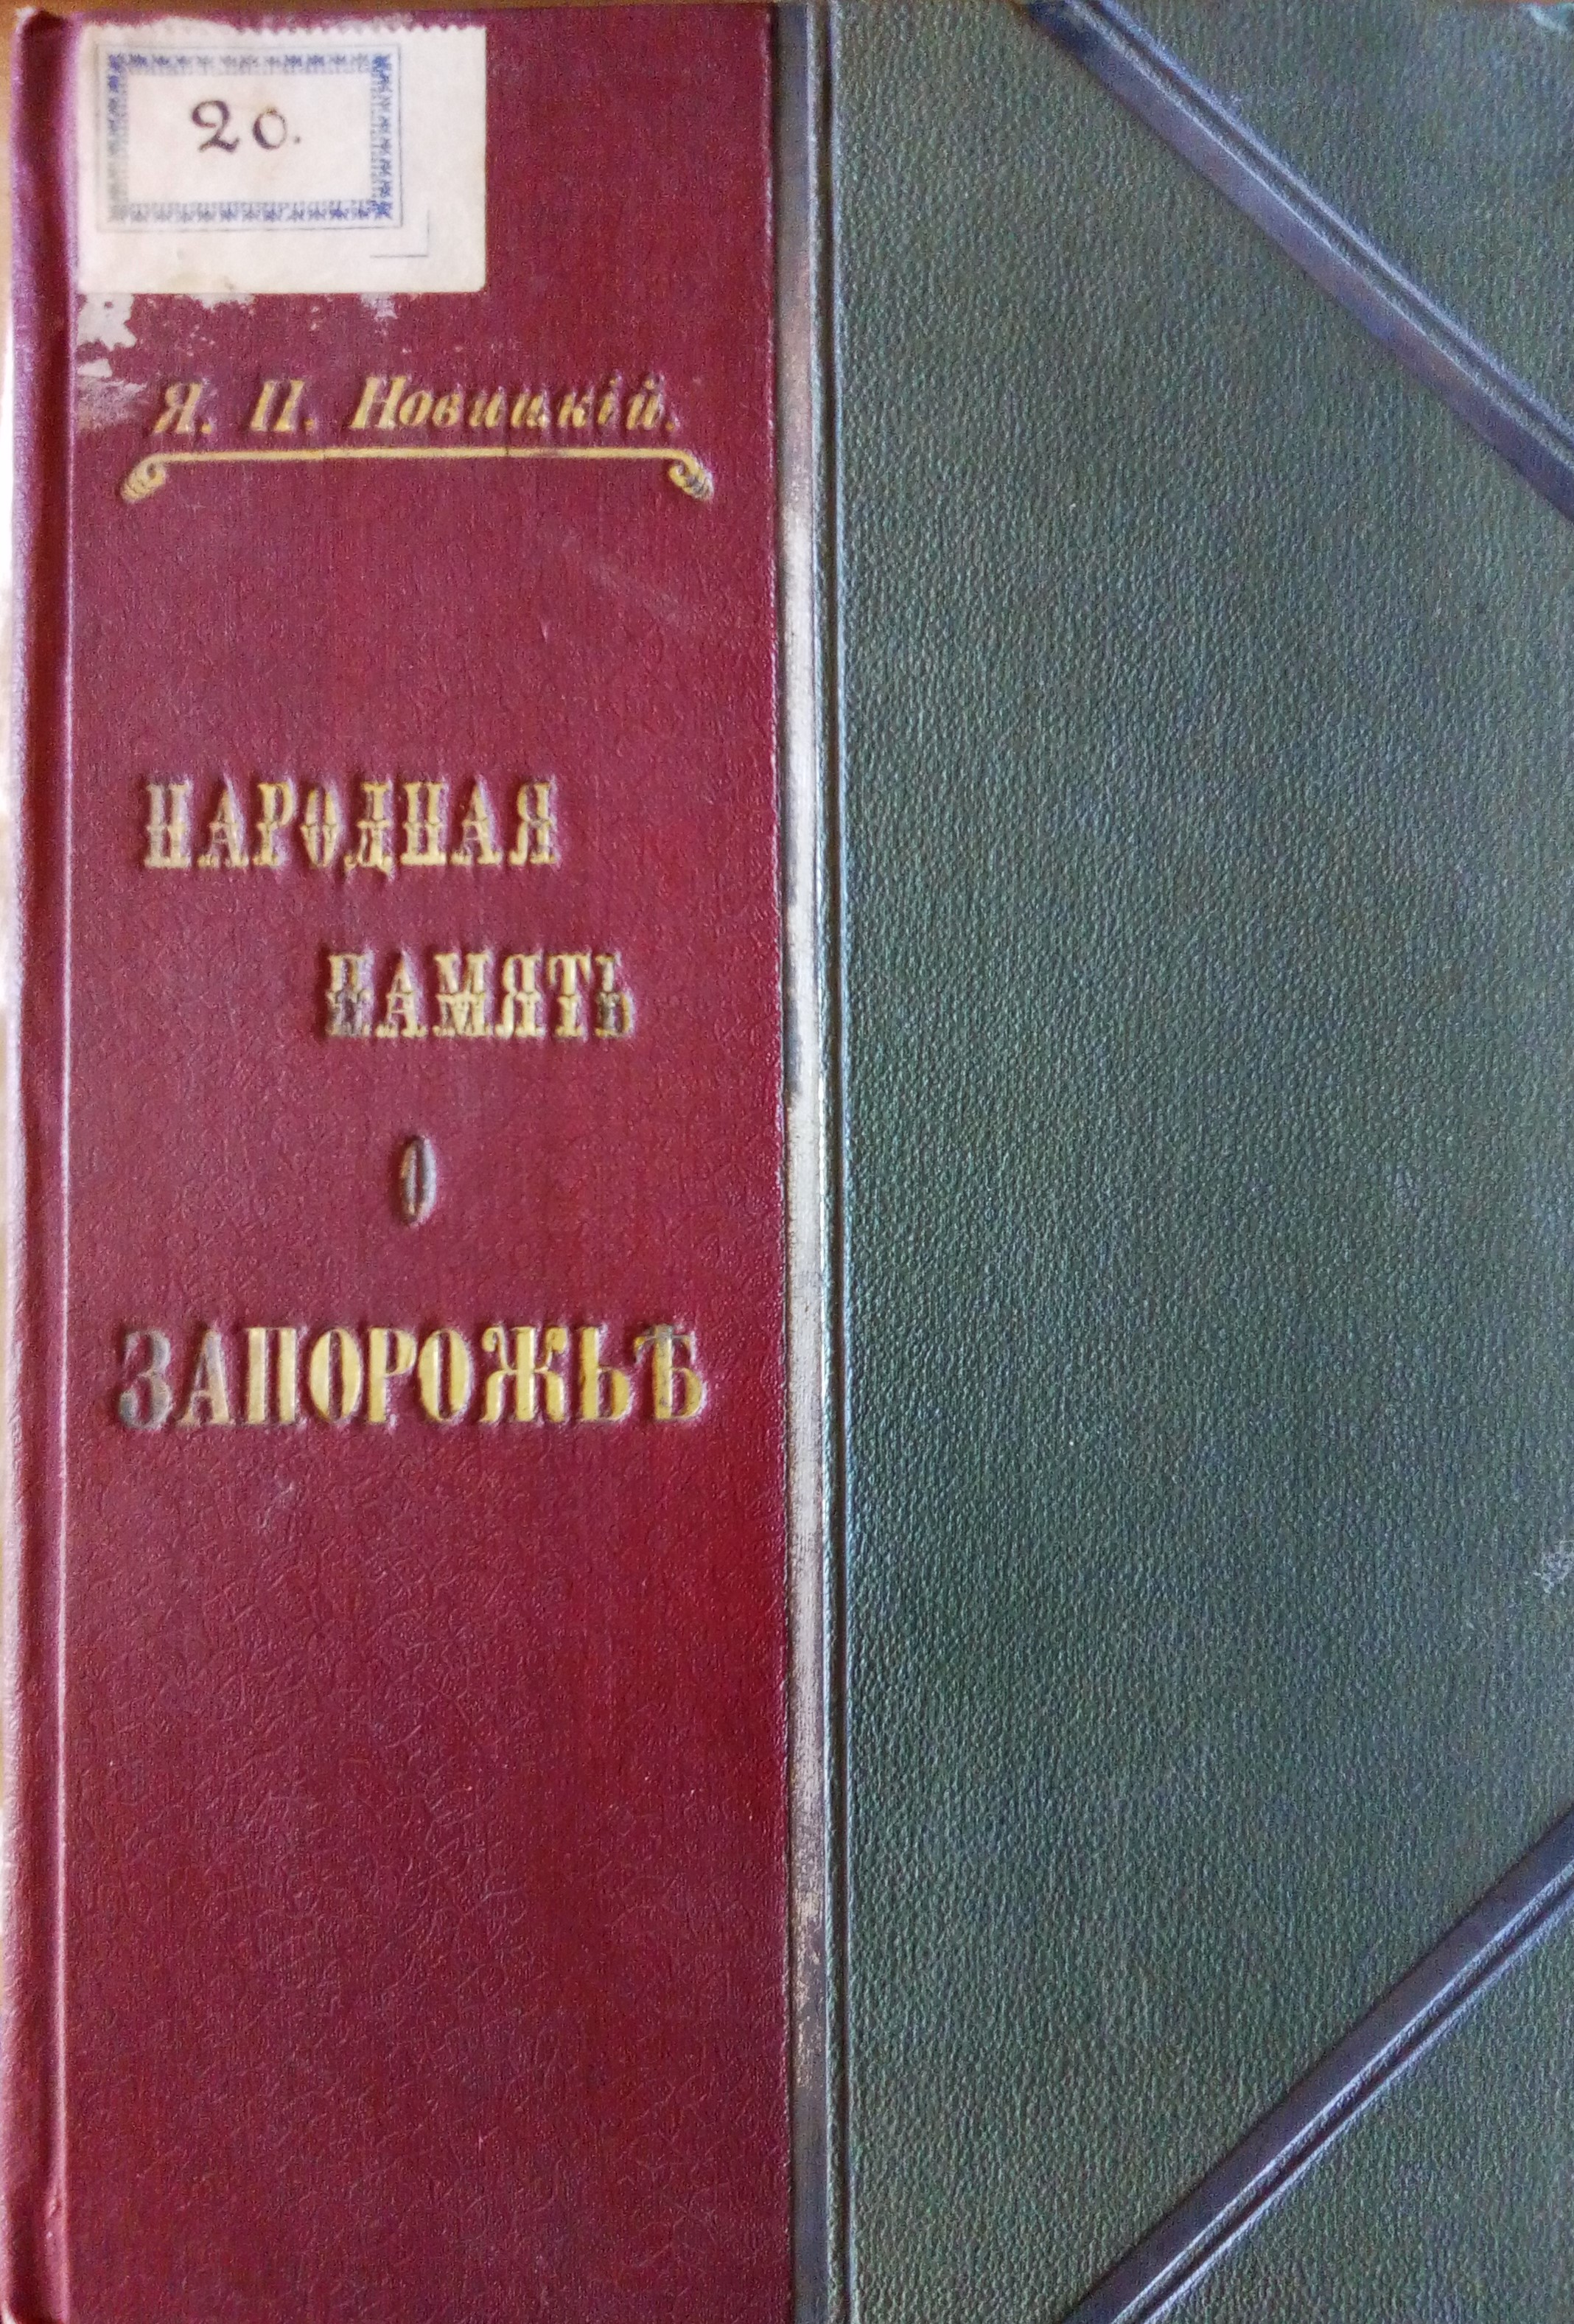 20.
Я. П. Новицкій.
НАРОДНАЯ
ПАМЯТЬ
О
ЗАПОРОЖЬѢ